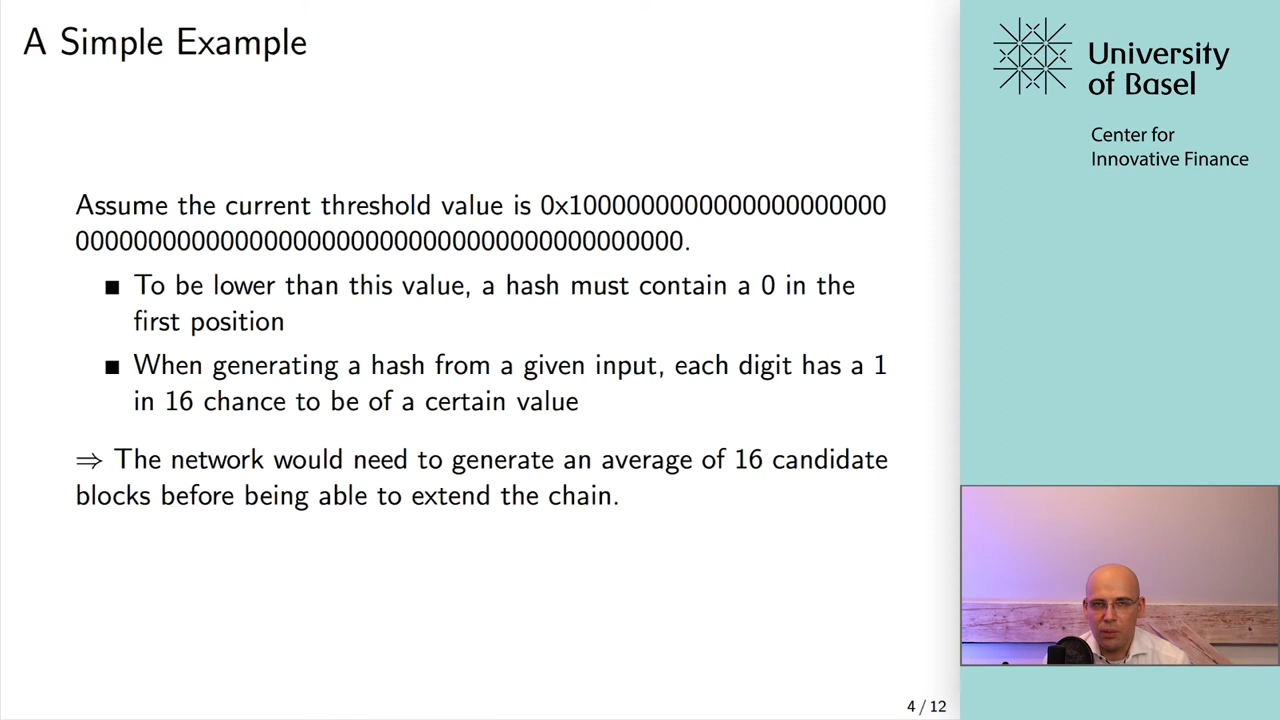 A Simple Example
Assume the current threshold value is 0x1000000000000000000000
000000000000000000000000000000000000000000.
■ To be lower than this value, a hash must contain a 0 in the
first position
■ When generating a hash from a given input, each digit has a 1
in 16 chance to be of a certain value
⇒ The network would need to generate an average of 16 candidate
blocks before being able to extend the chain.
4 / 12
University
of Basel
Center for
Innovative Finance